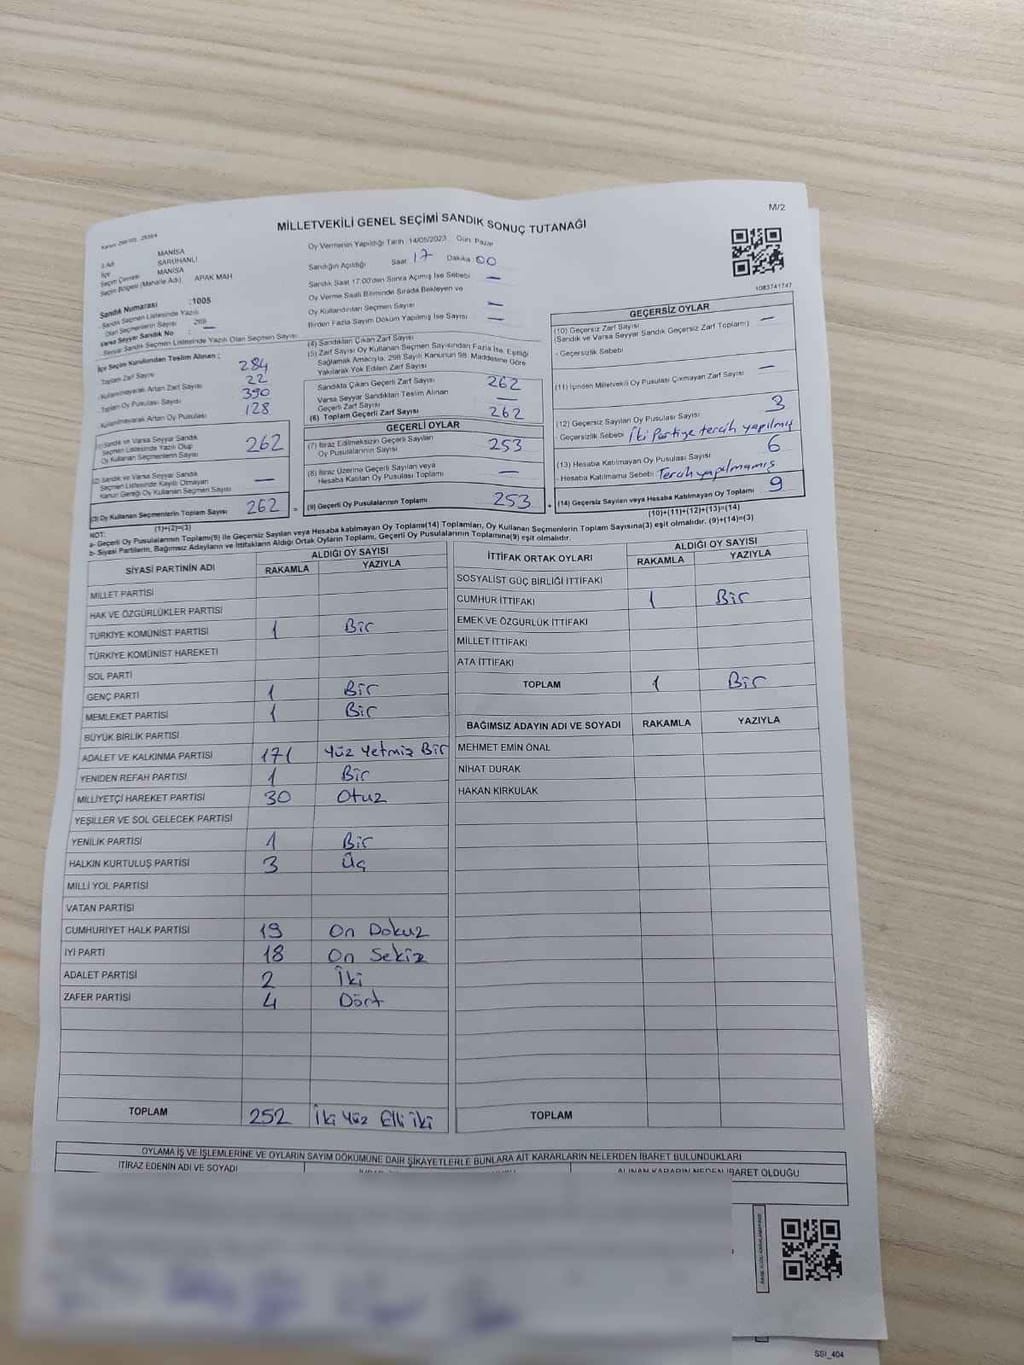 M/2
MİLLETVEKİLİ GENEL SEÇİMİ SANDIK SONUÇ TUTANAĞI
İl Adı MANİSA
İlçe SARUHANLI
Seçim Çevresi MANİSA
Seçim Bölgesi (Mahalle Adı) APAK MAH
Sandık Numarası :1005
Sandık Seçmen Listesinde Yazılı
Olan Seçmenlerin Sayısı 269
Varsa Seyyar Sandık No : —
Seyyar Sandık Seçmen Listesinde Yazılı Olan Seçmen Sayısı
Oy Vermenin Yapıldığı Tarih 14/05/2023 Gün: Pazar
Sandığın Açıldığı Saat 17 Dakika 00
Sandık Saat 17:00'den Sonra Açılmış İse Sebebi —
Oy Verme Saati Bitiminde Sırada Bekleyen ve
Oy Kullandırılan Seçmen Sayısı —
Birden Fazla Sayım Döküm Yapılmış İse Sayısı —
1083741747
İlçe Seçim Kurulundan Teslim Alınan :
Toplam Zarf Sayısı 284
Kullanılmayarak Artan Zarf Sayısı 22
Toplam Oy Pusulası Sayısı 390
Kullanılmayarak Artan Oy Pusulası 128
(1) Sandık ve Varsa Seyyar Sandık
Seçmen Listesinde Yazılı Olup
Oy Kullanan Seçmenlerin Sayısı 262
(2) Sandık ve Varsa Seyyar Sandık
Seçmen Listesinde Kayıtlı Olmayan
Kanun Gereği Oy Kullanan Seçmen Sayısı —
(3) Oy Kullanan Seçmenlerin Toplam Sayısı 262 =
(1)+(2)=(3)
(4) Sandıktan Çıkan Zarf Sayısı
(5) Zarf Sayısı Oy Kullanan Seçmen Sayısından Fazla İse, Eşitliği
Sağlamak Amacıyla, 298 Sayılı Kanunun 98. Maddesine Göre
Yakılarak Yok Edilen Zarf Sayısı
Sandıkta Çıkan Geçerli Zarf Sayısı 262
Varsa Seyyar Sandıktan Teslim Alınan
Geçerli Zarf Sayısı —
(6) Toplam Geçerli Zarf Sayısı 262
GEÇERLİ OYLAR
(7) İtiraz Edilmeksizin Geçerli Sayılan
Oy Pusulalarının Sayısı 253
(8) İtiraz Üzerine Geçerli Sayılan veya
Hesaba Katılan Oy Pusulası Toplamı —
(9) Geçerli Oy Pusulalarının Toplamı 253 +
GEÇERSİZ OYLAR
(10) Geçersiz Zarf Sayısı
(Sandık ve Varsa Seyyar Sandık Geçersiz Zarf Toplamı) —
- Geçersizlik Sebebi
(11) İçinden Milletvekili Oy Pusulası Çıkmayan Zarf Sayısı —
(12) Geçersiz Sayılan Oy Pusulası Sayısı 3
Geçersizlik Sebebi İki Partiye tercih yapılmış
(13) Hesaba Katılmayan Oy Pusulası Sayısı 6
- Hesaba Katılmama Sebebi Tercih yapılmamış
(14) Geçersiz Sayılan veya Hesaba Katılmayan Oy Toplamı 9
(10)+(11)+(12)+(13)=(14)
NOT:
a- Geçerli Oy Pusulalarının Toplamı(9) ile Geçersiz Sayılan veya Hesaba katılmayan Oy Toplamı(14) Toplamları, Oy Kullanan Seçmenlerin Toplam Sayısına(3) eşit olmalıdır. (9)+(14)=(3)
b- Siyasi Partilerin, Bağımsız Adayların ve İttifakların Aldığı Ortak Oyların Toplamı, Geçerli Oy Pusulalarının Toplamına(9) eşit olmalıdır.
SİYASİ PARTİNİN ADI ALDIĞI OY SAYISI
RAKAMLA YAZIYLA
MİLLET PARTİSİ
HAK VE ÖZGÜRLÜKLER PARTİSİ
TÜRKİYE KOMÜNİST PARTİSİ 1 Bir
TÜRKİYE KOMÜNİST HAREKETİ
SOL PARTİ
GENÇ PARTİ 1 Bir
MEMLEKET PARTİSİ 1 Bir
BÜYÜK BİRLİK PARTİSİ
ADALET VE KALKINMA PARTİSİ 171 Yüz Yetmiş Bir
YENİDEN REFAH PARTİSİ 1 Bir
MİLLİYETÇİ HAREKET PARTİSİ 30 Otuz
YEŞİLLER VE SOL GELECEK PARTİSİ
YENİLİK PARTİSİ 1 Bir
HALKIN KURTULUŞ PARTİSİ 3 Üç
MİLLİ YOL PARTİSİ
VATAN PARTİSİ
CUMHURİYET HALK PARTİSİ 19 On Dokuz
İYİ PARTİ 18 On Sekiz
ADALET PARTİSİ 2 İki
ZAFER PARTİSİ 4 Dört
TOPLAM 252 İki Yüz Elli İki
İTTİFAK ORTAK OYLARI ALDIĞI OY SAYISI
RAKAMLA YAZIYLA
SOSYALİST GÜÇ BİRLİĞİ İTTİFAKI
CUMHUR İTTİFAKI 1 Bir
EMEK VE ÖZGÜRLÜK İTTİFAKI
MİLLET İTTİFAKI
ATA İTTİFAKI
TOPLAM 1 Bir
BAĞIMSIZ ADAYIN ADI VE SOYADI RAKAMLA YAZIYLA
MEHMET EMİN ÖNAL
NİHAT DURAK
HAKAN KIRKULAK
TOPLAM
OYLAMA İŞ VE İŞLEMLERİNE VE OYLARIN SAYIM DÖKÜMÜNE DAİR ŞİKAYETLERLE BUNLARA AİT KARARLARIN NELERDEN İBARET BULUNDUKLARI
İTİRAZ EDENİN ADI VE SOYADI
ALINAN KARARIN NEDEN İBARET OLDUĞU
SSI_404